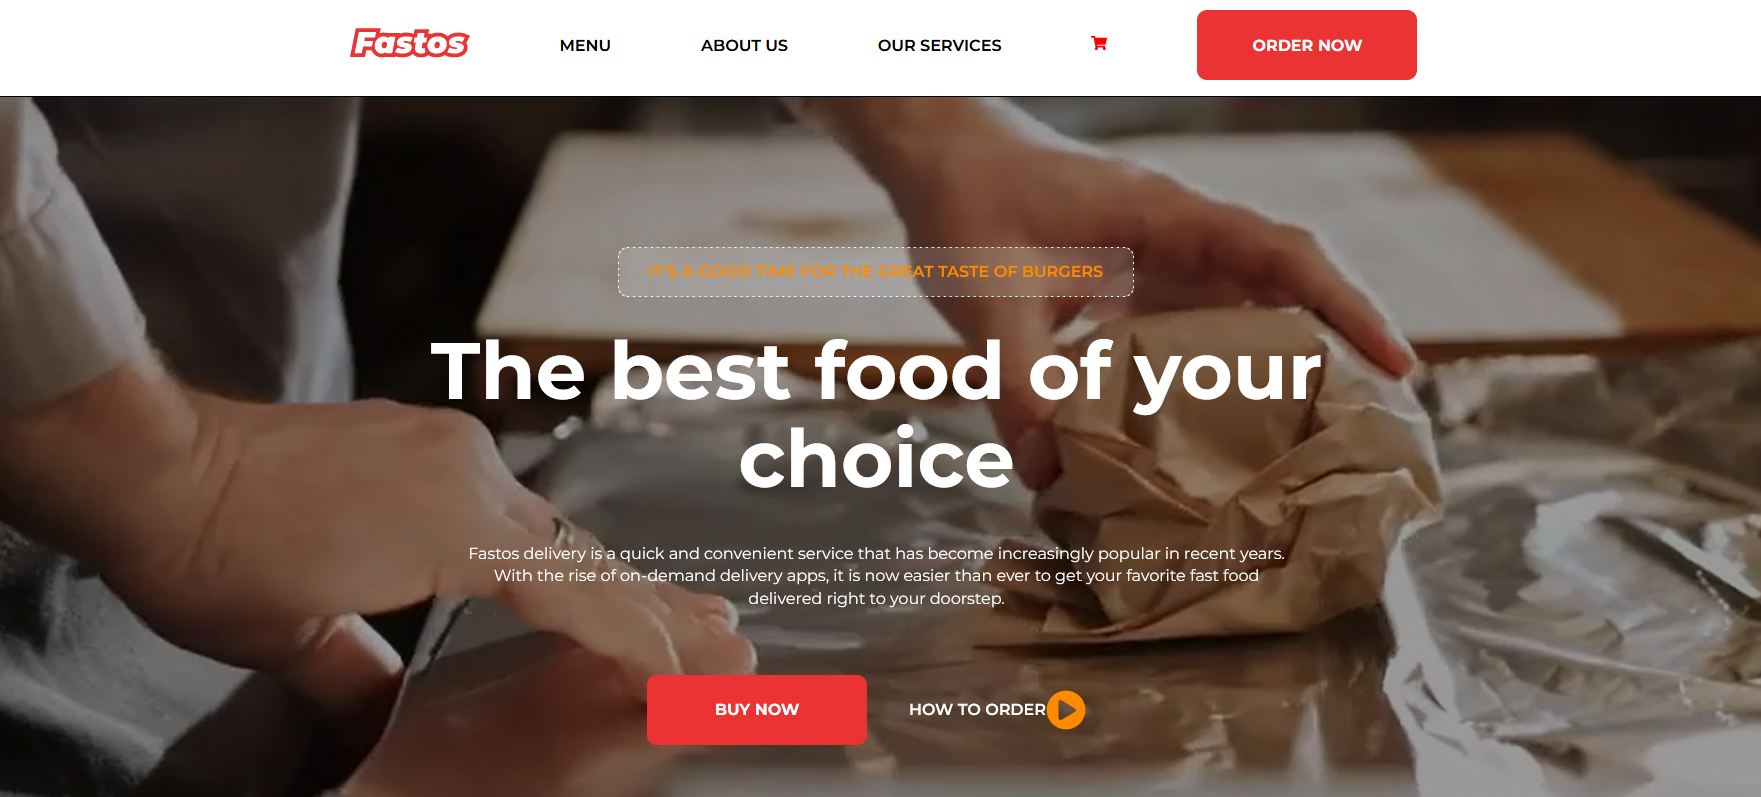 Fastos
MENU
ABOUT US
OUR SERVICES
ORDER NOW
IT'S A GOOD TIME FOR THE GREAT TASTE OF BURGERS
The best food of your
choice
Fastos delivery is a quick and convenient service that has become increasingly popular in recent years.
With the rise of on-demand delivery apps, it is now easier than ever to get your favorite fast food
delivered right to your doorstep.
BUY NOW
HOW TO ORDER